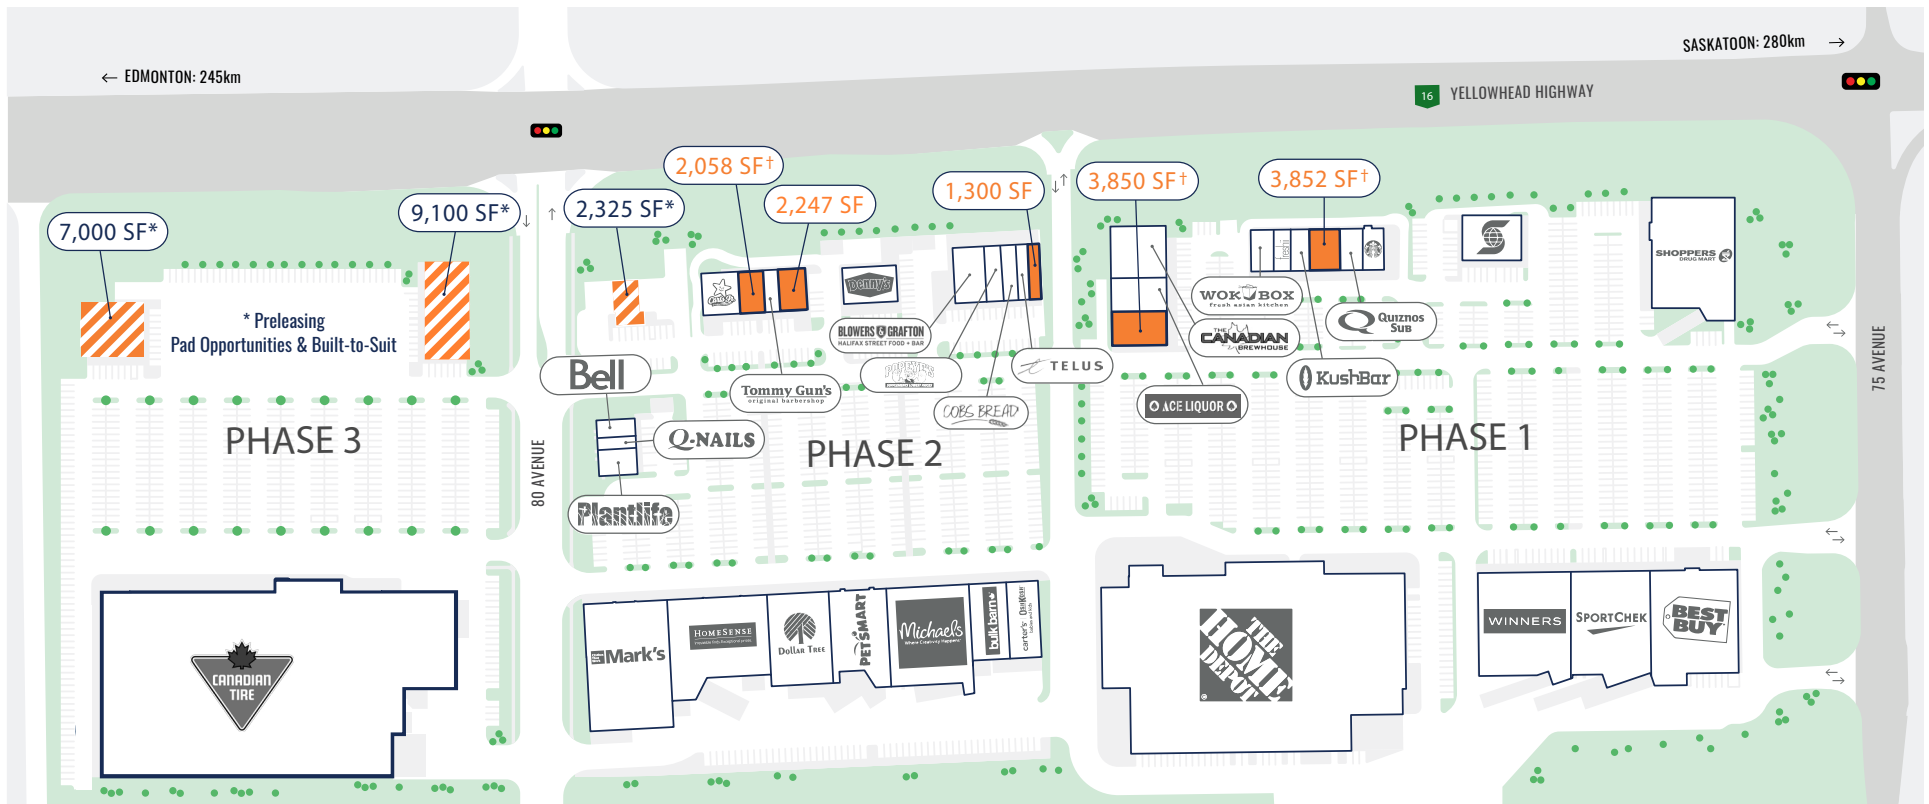 SASKATOON: 280km
EDMONTON: 245km
16
YELLOWHEAD HIGHWAY
2,058 SF†
2,247 SF
1,300 SF
3,850 SF†
3,852 SF†
7,000 SF*
9,100 SF*
2,325 SF*
* Preleasing
Pad Opportunities & Built-to-Suit
Denny's
SHOPPERS
DRUG MART
WOK BOX
fresh asian kitchen
BLOWERS & GRAFTON
HALIFAX STREET FOOD + BAR
THE
CANADIAN
BREWHOUSE
QUIZNOS
SUB
POPEYES
TELUS
KUSHBAR
Bell
TOMMY GUN'S
original barbershop
COBS BREAD
ACE LIQUOR
Q-NAILS
Plantlife
PHASE 3
PHASE 2
PHASE 1
80 AVENUE
75 AVENUE
CANADIAN
TIRE
Mark's
HOMESENSE
DOLLAR TREE
PETSMART
Michaels
Where Creativity Happens
bulk barn
carter's
OshKosh
THE
HOME
DEPOT
WINNERS
SPORTCHEK
BEST
BUY